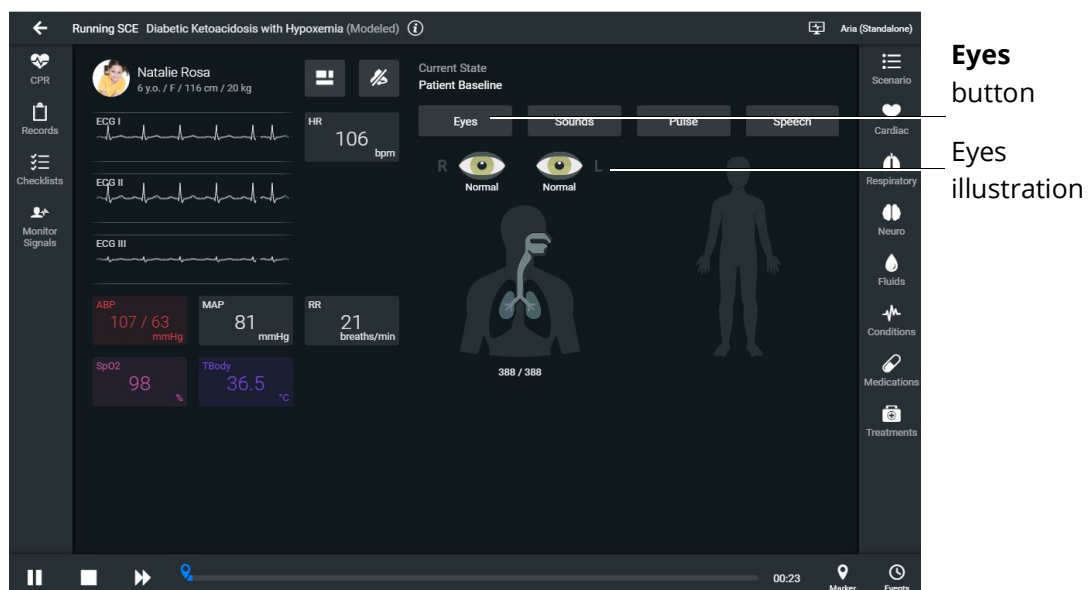 Running SCE Diabetic Ketoacidosis with Hypoxemia (Modeled) i
Aria (Standalone)
CPR
Records
Checklists
Monitor
Signals
Natalie Rosa
6 y.o. / F / 116 cm / 20 kg
ECG I
HR
106
bpm
ECG II
ECG III
ABP
107 / 63
mmHg
MAP
81
mmHg
RR
21
breaths/min
SpO2
98
%
TBody
36.5
°C
Current State
Patient Baseline
Eyes
Sounds
Pulse
Speech
R
L
Normal
Normal
388 / 388
Scenario
Cardiac
Respiratory
Neuro
Fluids
Conditions
Medications
Treatments
00:23
Marker
Events
Eyes
button
Eyes
illustration